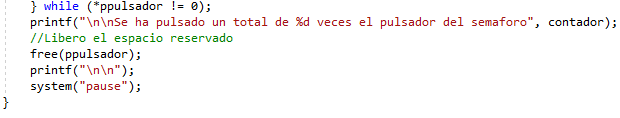 } while (*ppulsador != 0);
printf("\n\nSe ha pulsado un total de %d veces el pulsador del semaforo", contador);
//Libero el espacio reservado
free(ppulsador);
printf("\n\n");
system("pause");
}